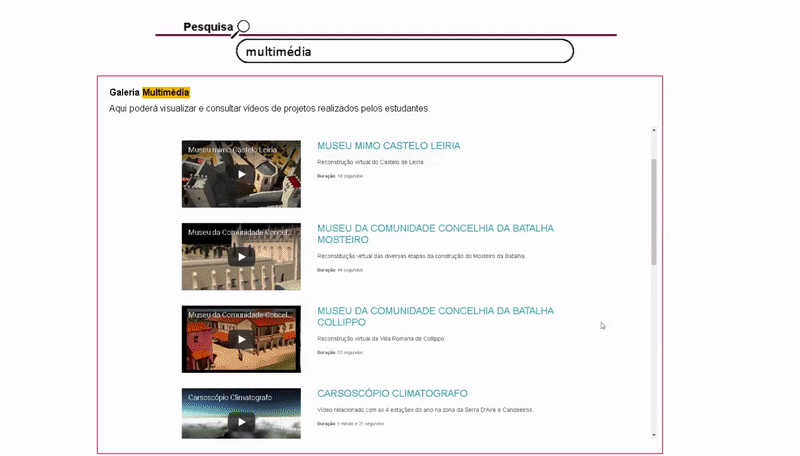 Pesquisa
multimédia
Galeria Multimédia
Aqui poderá visualizar e consultar vídeos de projetos realizados pelos estudantes.
Museu mimo Castelo Leiria
MUSEU MIMO CASTELO LEIRIA
Reconstrução virtual do Castelo de Leiria.
Duração: 18 segundos
Museu da Comunidade Concel...
MUSEU DA COMUNIDADE CONCELHIA DA BATALHA
MOSTEIRO
Reconstituição virtual das diversas etapas da construção do Mosteiro da Batalha
Duração: 44 segundos
Museu da Comunidade Concel...
MUSEU DA COMUNIDADE CONCELHIA DA BATALHA
COLLIPPO
Reconstrução virtual da Villa Romana de Collippo.
Duração: 52 segundos
Carsoscópio Climatografo
CARSOSCÓPIO CLIMATOGRAFO
Vídeo relacionado com as 4 estações do ano na zona da Serra D'Aire e Candeeiros.
Duração: 1 minuto e 21 segundos